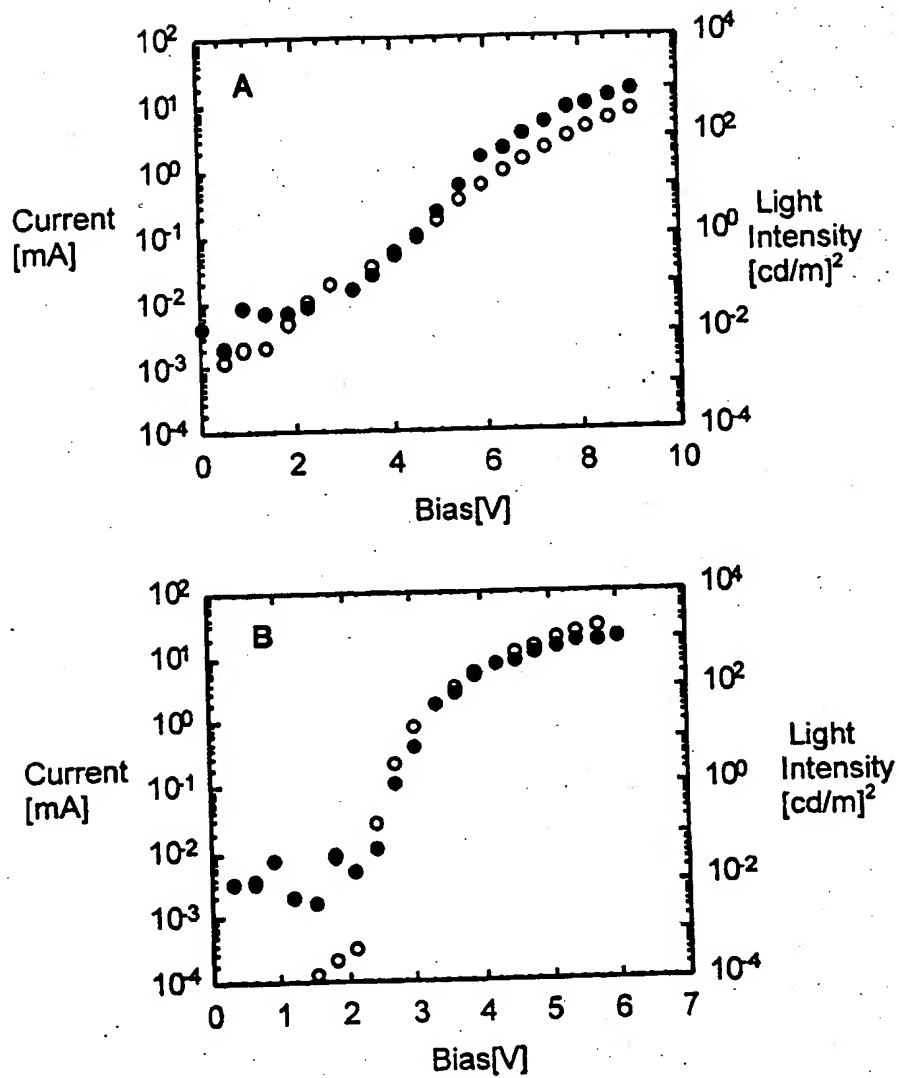 A
10²
10¹
10⁰
10⁻¹
10⁻²
10⁻³
10⁻⁴
Current
[mA]
10⁴
10²
10⁰
10⁻²
10⁻⁴
Light
Intensity
[cd/m]²
0 2 4 6 8 10
Bias[V]
B
10²
10¹
10⁰
10⁻¹
10⁻²
10⁻³
10⁻⁴
Current
[mA]
10⁴
10²
10⁰
10⁻²
10⁻⁴
Light
Intensity
[cd/m]²
0 1 2 3 4 5 6 7
Bias[V]